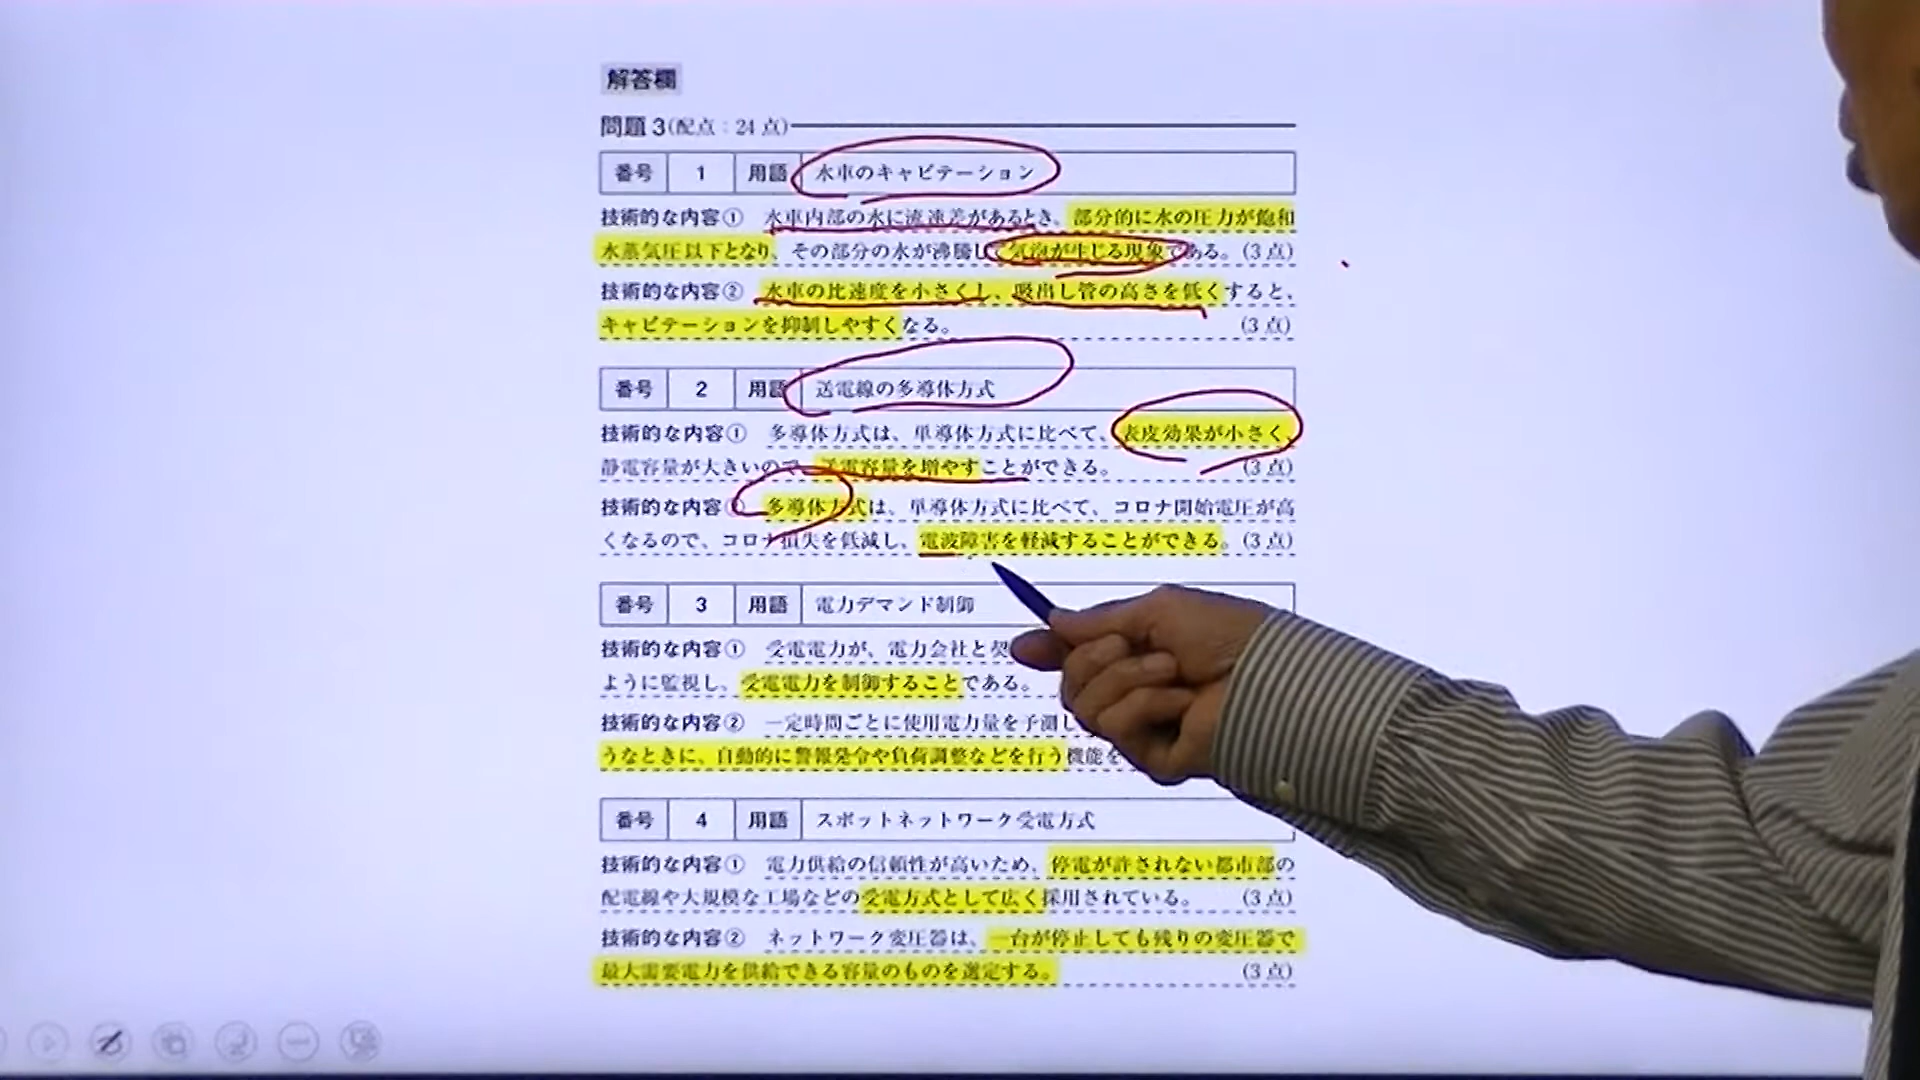 解答欄
問題3(配点:24点)
番号 1 用語 水車のキャビテーション
技術的な内容① 水車内部の水に流速差があるとき、部分的に水の圧力が飽和
水蒸気圧以下となり、その部分の水が沸騰して気泡が生じる現象である。(3点)
技術的な内容② 水車の比速度を小さくし、吸出し管の高さを低くすると、
キャビテーションを抑制しやすくなる。 (3点)
番号 2 用語 送電線の多導体方式
技術的な内容① 多導体方式は、単導体方式に比べて、表皮効果が小さく、
静電容量が大きいので、送電容量を増やすことができる。 (3点)
技術的な内容 多導体方式は、単導体方式に比べて、コロナ開始電圧が高
くなるので、コロナ損失を低減し、電波障害を軽減することができる。(3点)
番号 3 用語 電力デマンド制御
技術的な内容① 受電電力が、電力会社と契
ように監視し、受電電力を制御することである。
技術的な内容② 一定時間ごとに使用電力量を予測し
うなときに、自動的に警報発令や負荷調整などを行う機能を
番号 4 用語 スポットネットワーク受電方式
技術的な内容① 電力供給の信頼性が高いため、停電が許されない都市部の
配電線や大規模な工場などの受電方式として広く採用されている。 (3点)
技術的な内容② ネットワーク変圧器は、一台が停止しても残りの変圧器で
最大需要電力を供給できる容量のものを選定する。 (3点)